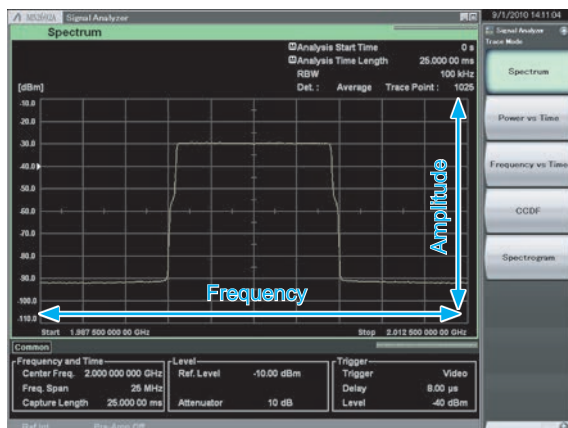 MS2692A Signal Analyzer 9/1/2010 14:11:04
Spectrum
Signal Analyzer
Trace Mode
Analysis Start Time 0 s
Analysis Time Length 25.000 00 ms
RBW 100 kHz
[dBm] Det. : Average Trace Point : 1025
Spectrum
Power vs Time
Frequency vs Time
CCDF
Spectrogram
-10.0
-20.0
-30.0
-40.0
-50.0
-60.0
-70.0
-80.0
-90.0
-100.0
-110.0
Amplitude
Frequency
Start 1.987 500 000 00 GHz Stop 2.012 500 000 00 GHz
Common
Frequency and Time Level Trigger
Center Freq. 2.000 000 000 GHz Ref. Level -10.00 dBm Trigger Video
Freq. Span 25 MHz Delay 8.00 µs
Capture Length 25.000 00 ms Attenuator 10 dB Level -40 dBm
Ref.Int Pre-Amp Off